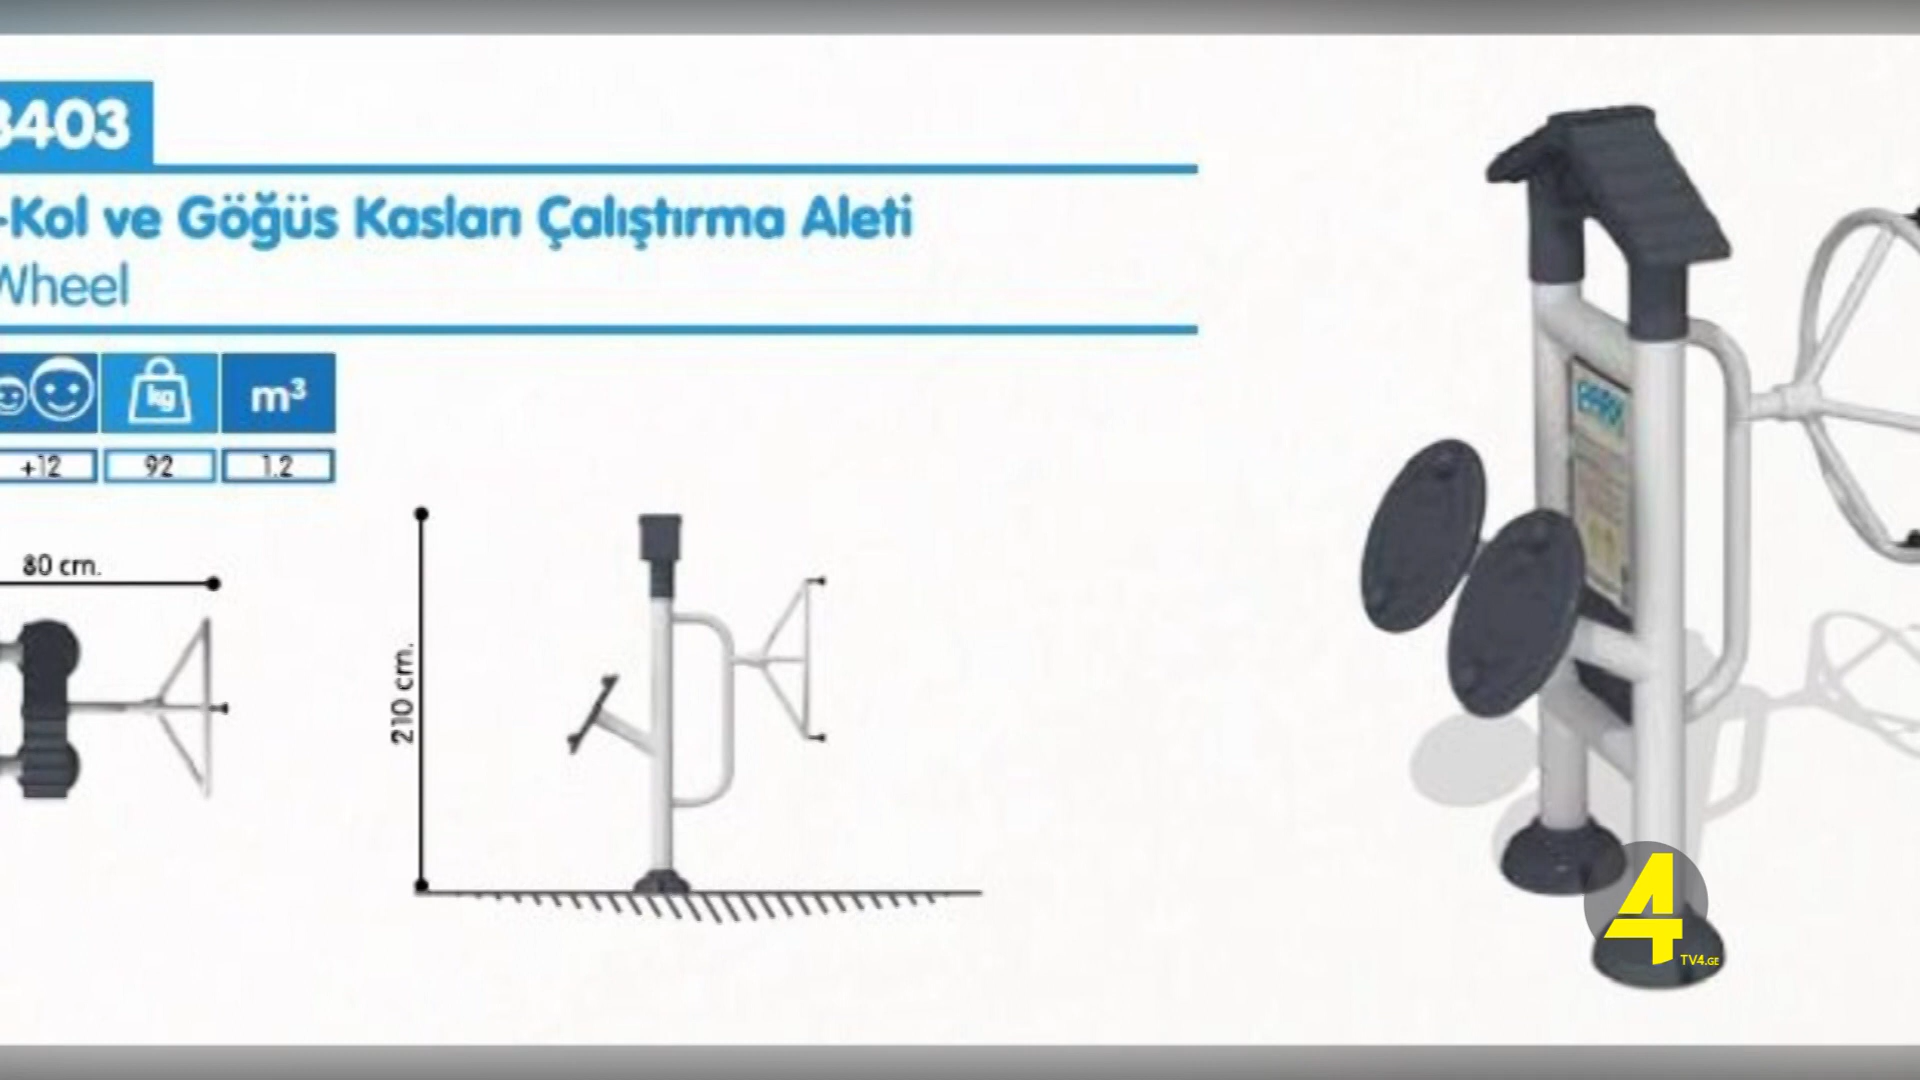 3403
-Kol ve Göğüs Kasları Çalıştırma Aleti
Wheel
kg
m³
+12
92
1.2
80 cm.
210 cm.
4
TV4.GE